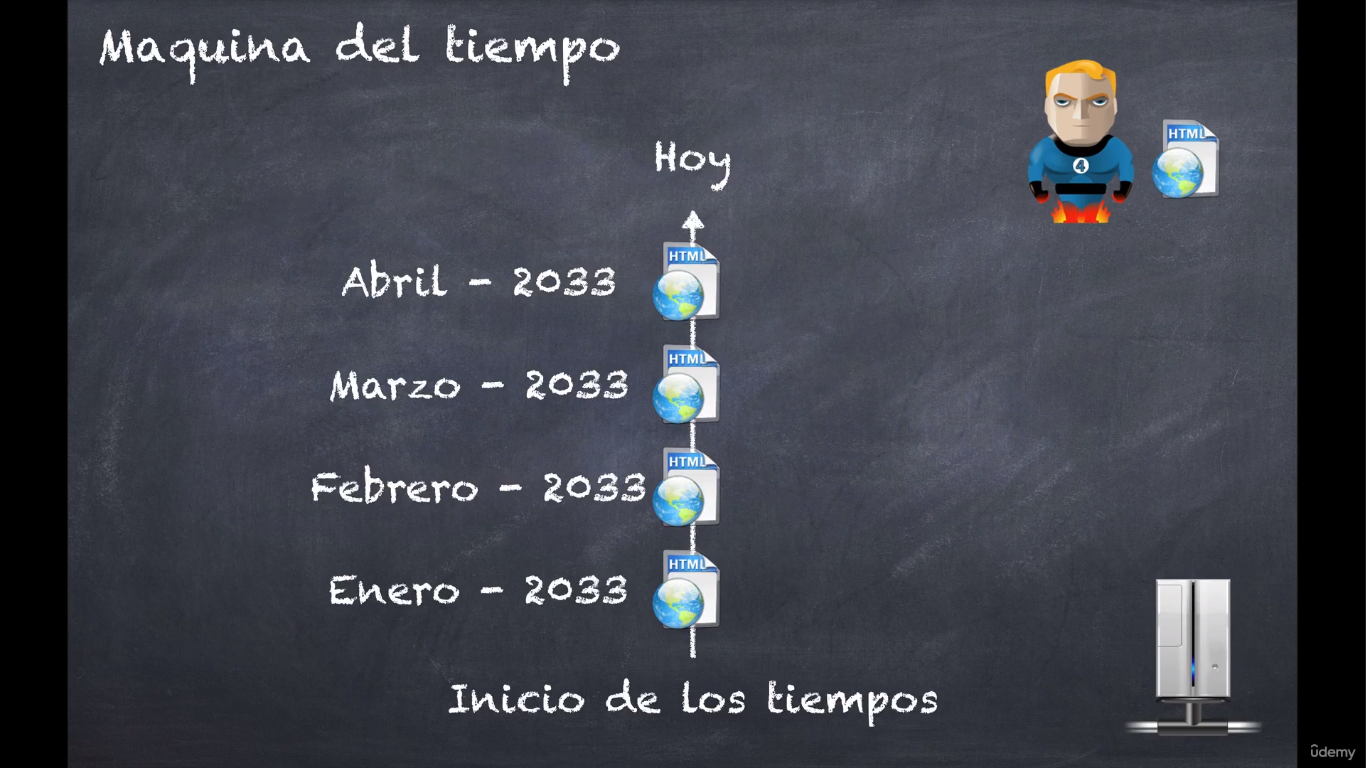 Maquina del tiempo
Hoy
4
HTML
HTML
Abril - 2033
HTML
Marzo - 2033
HTML
Febrero - 2033
HTML
Enero - 2033
Inicio de los tiempos
ûdemy